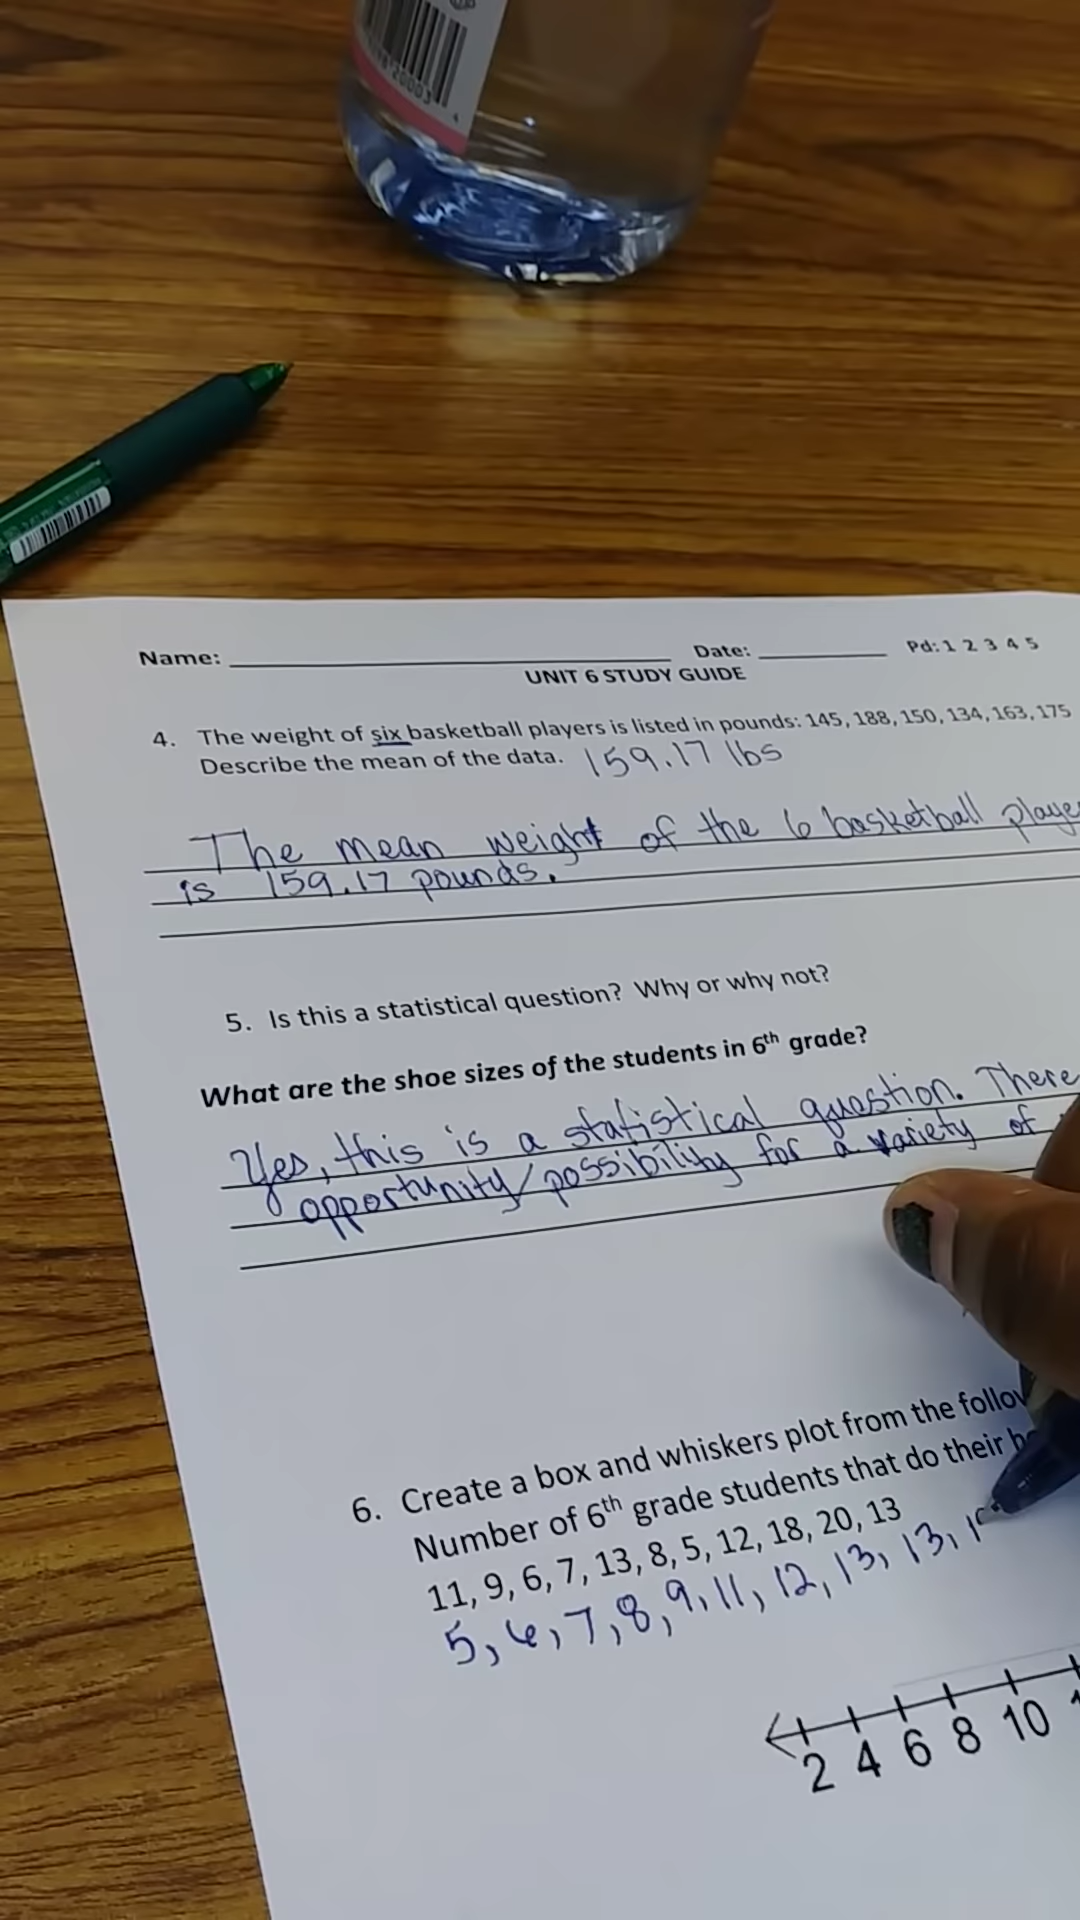 Name: Date: Pd: 1 2 3 4 5
UNIT 6 STUDY GUIDE
4. The weight of six basketball players is listed in pounds: 145, 188, 150, 134, 163, 175
Describe the mean of the data. 159.17 lbs
The mean weight of the 6 basketball playe
is 159.17 pounds.
5. Is this a statistical question? Why or why not?
What are the shoe sizes of the students in 6th grade?
Yes, this is a statistical question. There
opportunity/possibility for a variety of
6. Create a box and whiskers plot from the follow
Number of 6th grade students that do their
11, 9, 6, 7, 13, 8, 5, 12, 18, 20, 13
5, 6, 7, 8, 9, 11, 12, 13, 13, 1
2 4 6 8 10